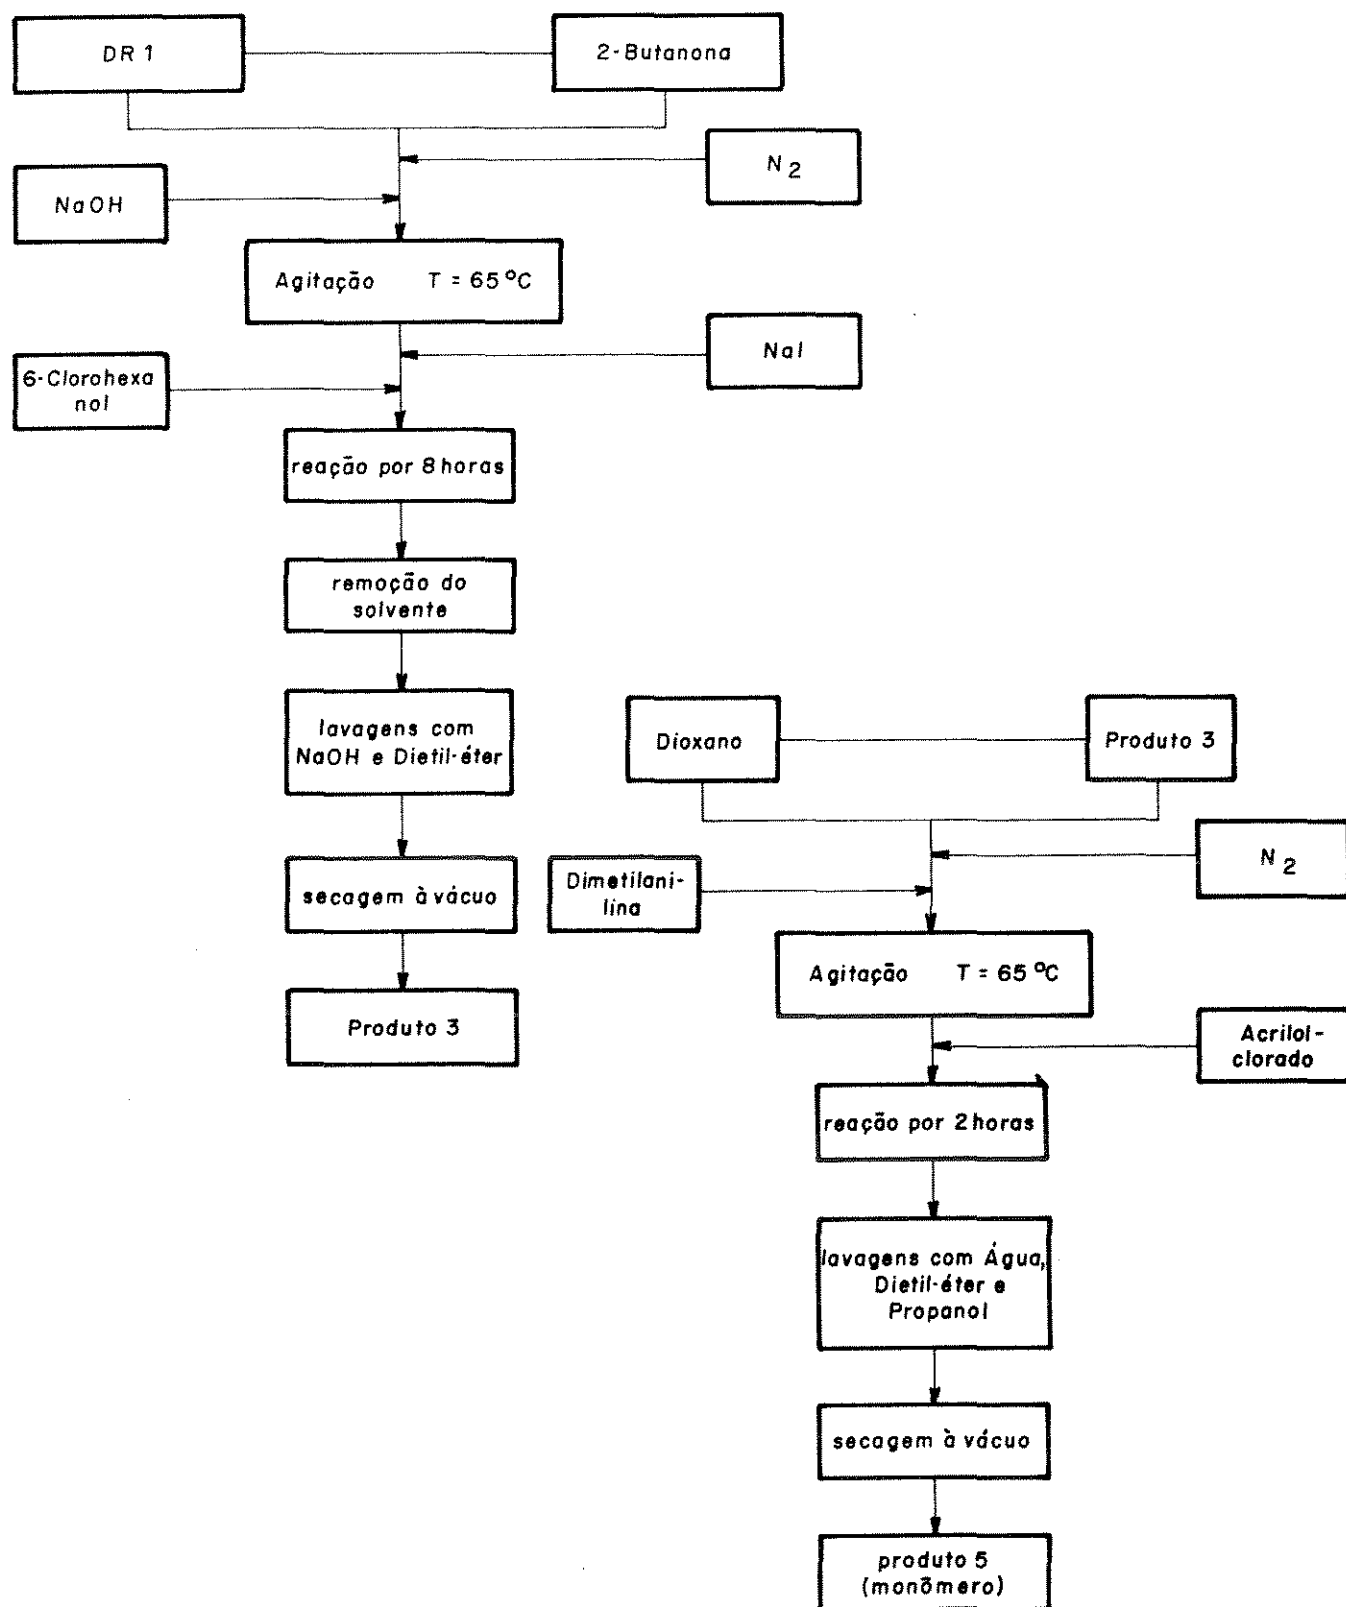 DR 1
2-Butanona
N2
NaOH
Agitação T = 65 °C
NaI
6-Clorohexa
nol
reação por 8 horas
remoção do
solvente
lavagens com
NaOH e Dietil-éter
secagem à vácuo
Produto 3
Dioxano
Produto 3
N2
Dimetilani-
lina
Agitação T = 65 °C
Acrilol-
clorado
reação por 2 horas
lavagens com Água,
Dietil-éter e
Propanol
secagem à vácuo
produto 5
(monômero)